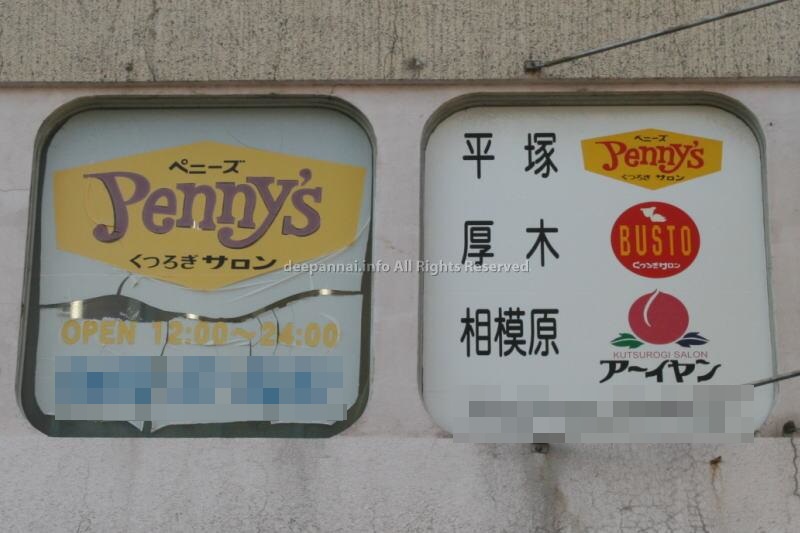 ペニーズ
Penny's
くつろぎサロン
OPEN 12:00〜24:00
平塚
ペニーズ
Penny's
くつろぎサロン
厚木
BUSTO
くつろぎサロン
相模原
KUTSUROGI SALON
アーイヤン
deepannai.info All Rights Reserved